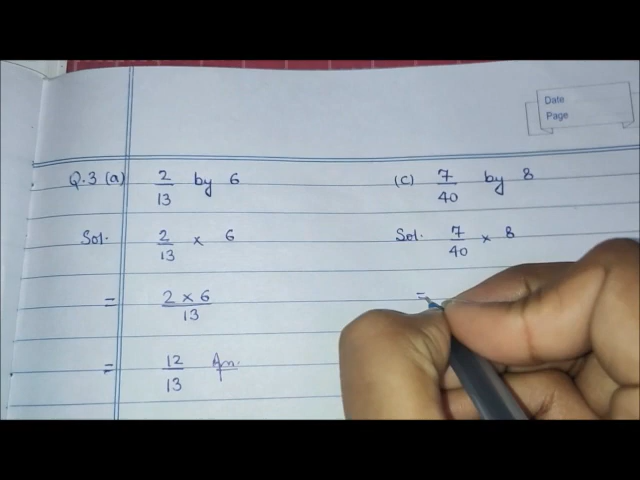 Date
Page
Q.3 (a) 2/13 by 6
Sol. 2/13 × 6
= 2 × 6/13
= 12/13 An.
(C) 7/40 by 8
Sol. 7/40 × 8
=